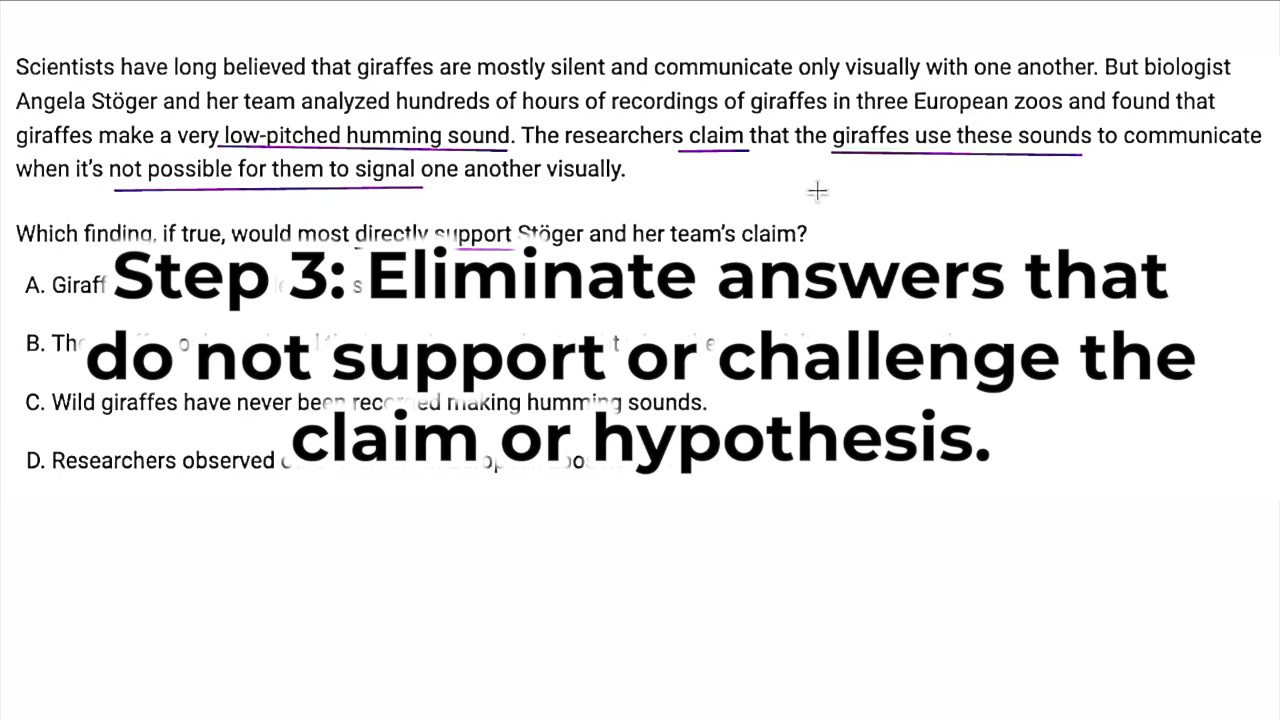 Scientists have long believed that giraffes are mostly silent and communicate only visually with one another. But biologist
Angela Stöger and her team analyzed hundreds of hours of recordings of giraffes in three European zoos and found that
giraffes make a very low-pitched humming sound. The researchers claim that the giraffes use these sounds to communicate
when it's not possible for them to signal one another visually.
Which finding, if true, would most directly support Stöger and her team's claim?
A. Giraff
Step 3: Eliminate answers that
B.
do not support or challenge the
C. Wild giraffes have never been recorded making humming sounds.
claim or hypothesis.
D. Researchers observed